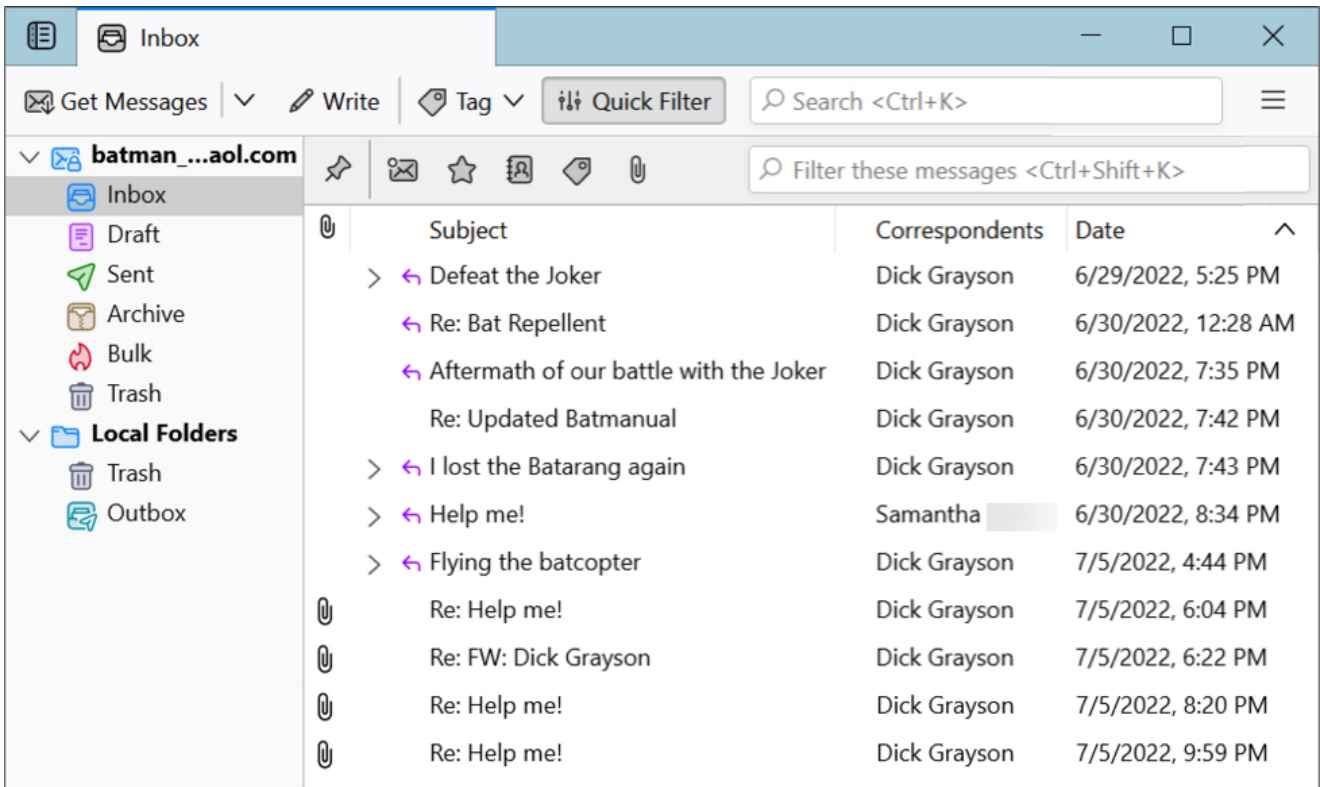 Inbox
Get Messages Write Tag Quick Filter Search <Ctrl+K>
batman_...aol.com
Inbox
Draft
Sent
Archive
Bulk
Trash
Local Folders
Trash
Outbox
Filter these messages <Ctrl+Shift+K>
Subject Correspondents Date
Defeat the Joker Dick Grayson 6/29/2022, 5:25 PM
Re: Bat Repellent Dick Grayson 6/30/2022, 12:28 AM
Aftermath of our battle with the Joker Dick Grayson 6/30/2022, 7:35 PM
Re: Updated Batmanual Dick Grayson 6/30/2022, 7:42 PM
I lost the Batarang again Dick Grayson 6/30/2022, 7:43 PM
Help me! Samantha 6/30/2022, 8:34 PM
Flying the batcopter Dick Grayson 7/5/2022, 4:44 PM
Re: Help me! Dick Grayson 7/5/2022, 6:04 PM
Re: FW: Dick Grayson Dick Grayson 7/5/2022, 6:22 PM
Re: Help me! Dick Grayson 7/5/2022, 8:20 PM
Re: Help me! Dick Grayson 7/5/2022, 9:59 PM